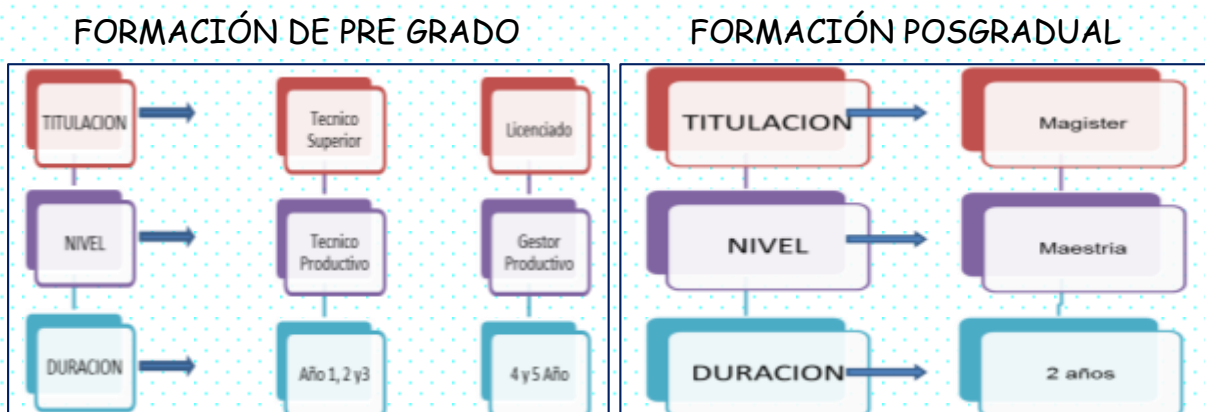 FORMACIÓN DE PRE GRADO
TITULACION
Tecnico
Superior
Licenciado
NIVEL
Tecnico
Productivo
Gestor
Productivo
DURACION
Año 1, 2 y3
4 y 5 Año
FORMACIÓN POSGRADUAL
TITULACION
Magister
NIVEL
Maestria
DURACION
2 años